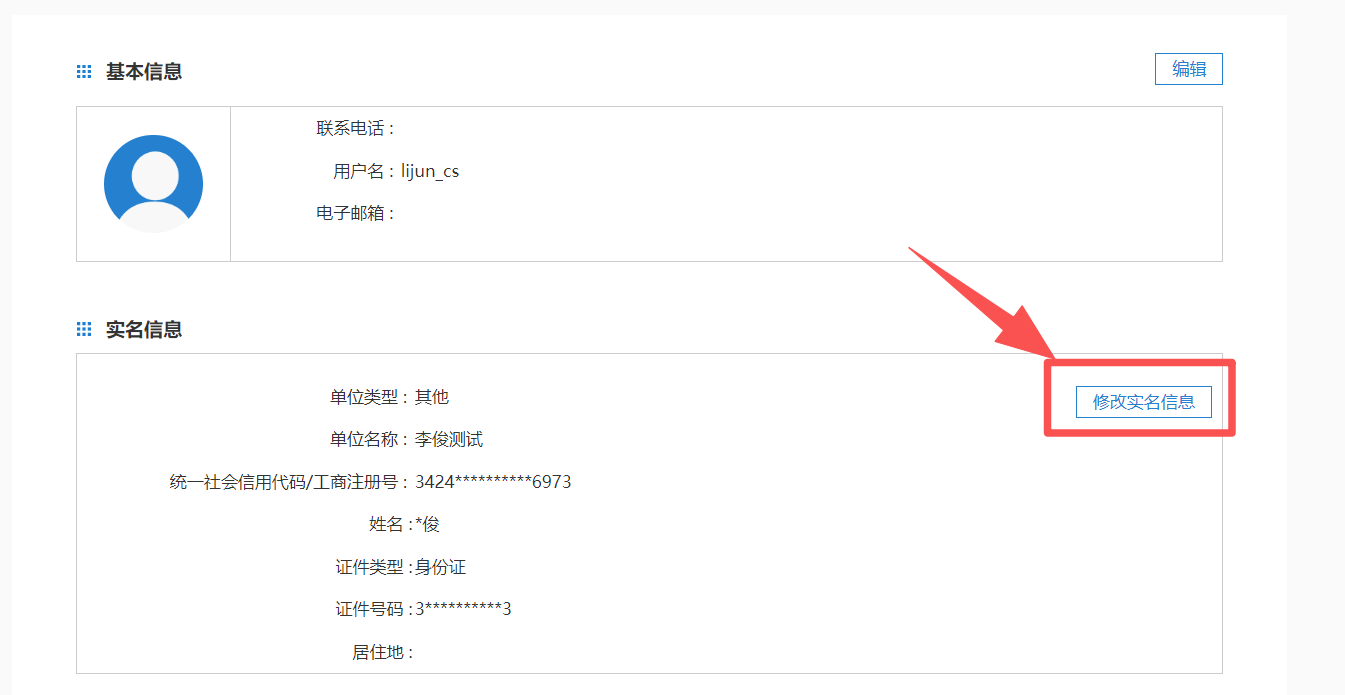 基本信息
编辑
联系电话 :
用户名 : lijun_cs
电子邮箱 :
实名信息
修改实名信息
单位类型 : 其他
单位名称 : 李俊测试
统一社会信用代码/工商注册号 : 3424**********6973
姓名 :*俊
证件类型 :身份证
证件号码 :3**********3
居住地 :